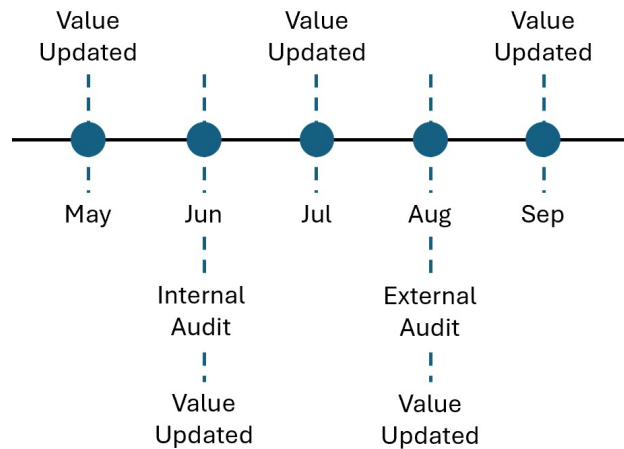 Value
Updated
Value
Updated
Value
Updated
May
Jun
Jul
Aug
Sep
Internal
Audit
External
Audit
Value
Updated
Value
Updated